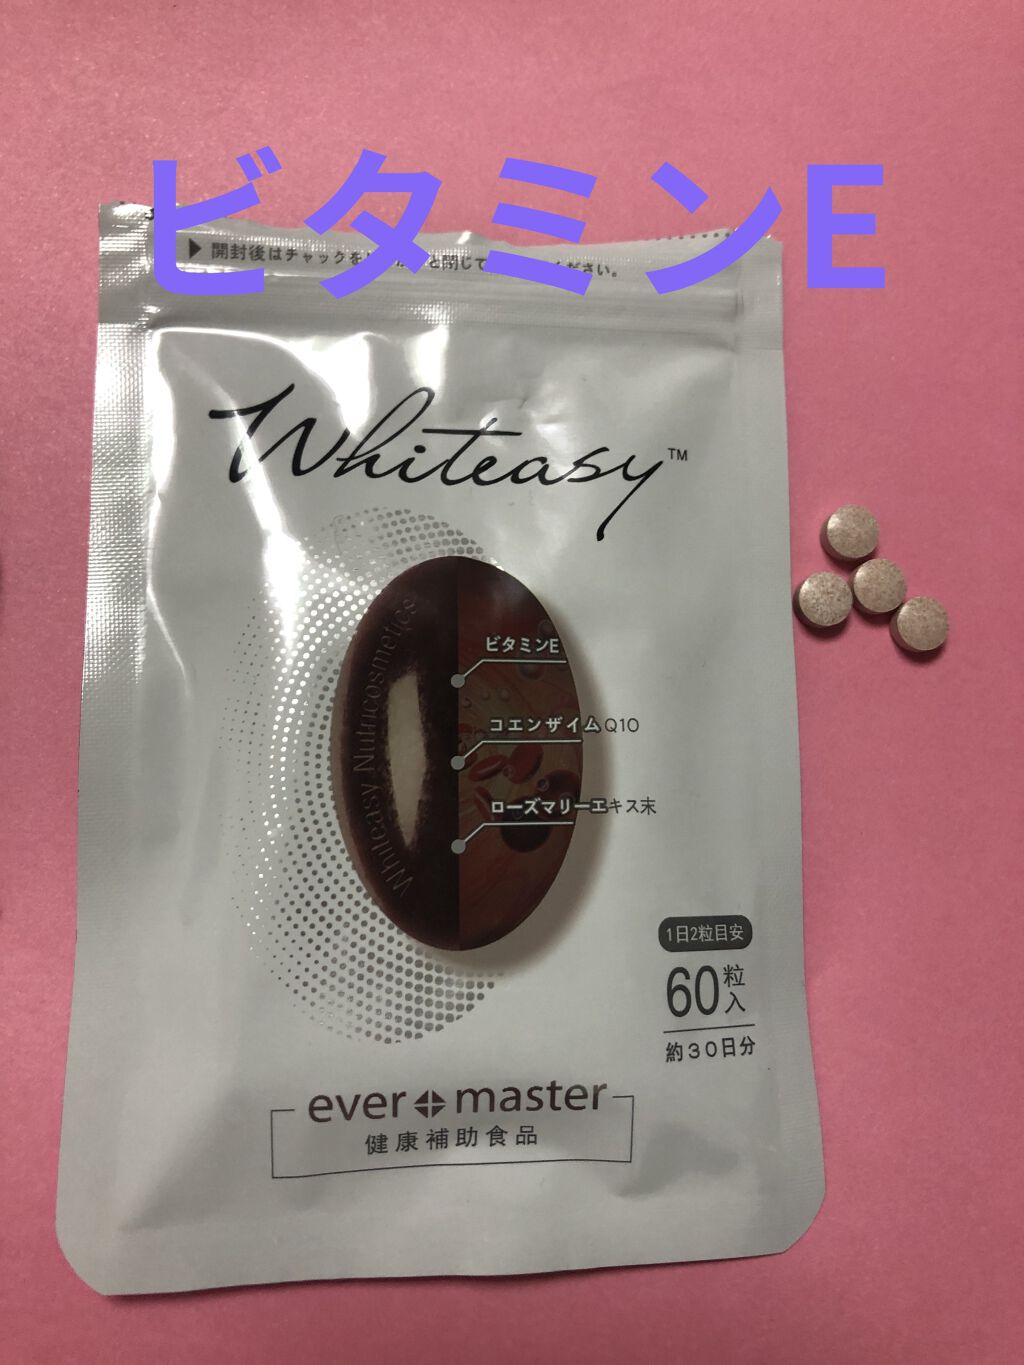 ビタミンE
▶ 開封後はチャックを 閉じて ください。
Whiteasy™
Whiteasy Nutricosmetics
ビタミンE
コエンザイムQ10
ローズマリーエキス末
1日2粒目安
60粒入
約30日分
ever master
健康補助食品